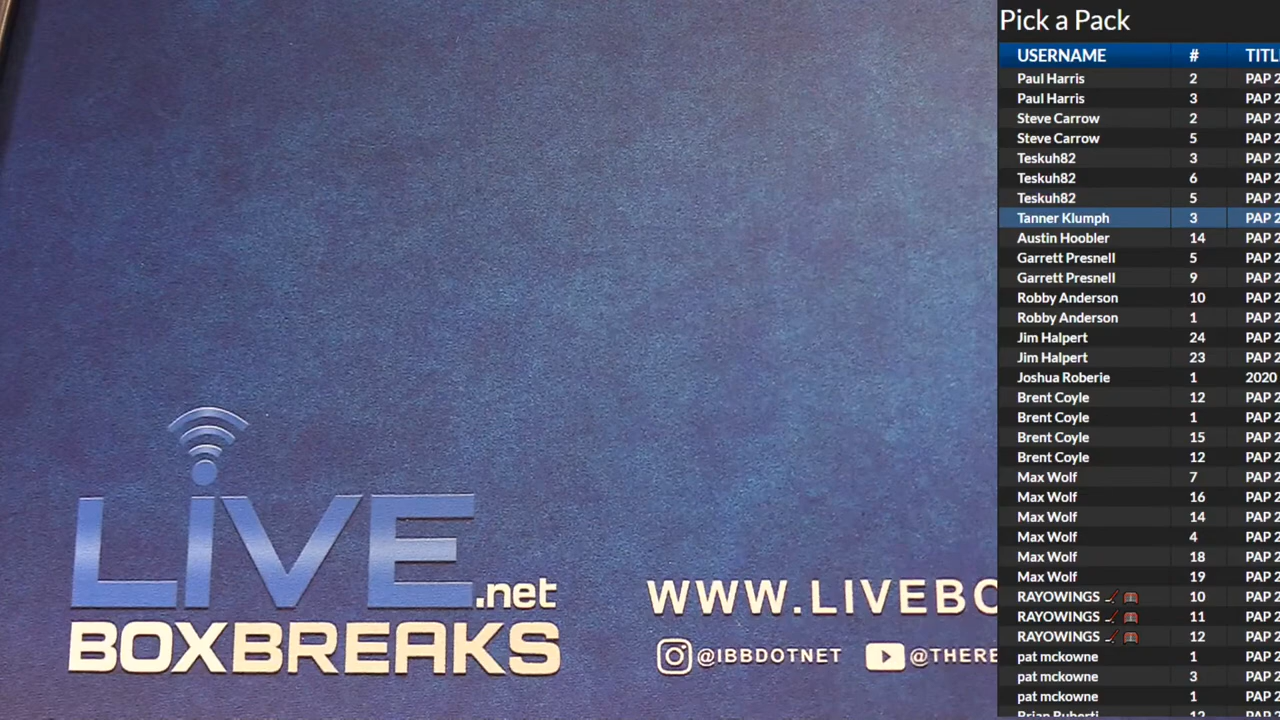 Pick a Pack
USERNAME # TITL
Paul Harris 2 PAP 2
Paul Harris 3 PAP 2
Steve Carrow 2 PAP 2
Steve Carrow 5 PAP 2
Teskuh82 3 PAP 2
Teskuh82 6 PAP 2
Teskuh82 5 PAP 2
Tanner Klumph 3 PAP 2
Austin Hoobler 14 PAP 2
Garrett Presnell 5 PAP 2
Garrett Presnell 9 PAP 2
Robby Anderson 10 PAP 2
Robby Anderson 1 PAP 2
Jim Halpert 24 PAP 2
Jim Halpert 23 PAP 2
Joshua Roberie 1 2020
Brent Coyle 12 PAP 2
Brent Coyle 1 PAP 2
Brent Coyle 15 PAP 2
Brent Coyle 12 PAP 2
Max Wolf 7 PAP 2
Max Wolf 16 PAP 2
Max Wolf 14 PAP 2
Max Wolf 4 PAP 2
Max Wolf 18 PAP 2
Max Wolf 19 PAP 2
RAYOWINGS 10 PAP 2
RAYOWINGS 11 PAP 2
RAYOWINGS 12 PAP 2
pat mckowne 1 PAP 2
pat mckowne 3 PAP 2
pat mckowne 1 PAP 2
LiVE.net
BOXBREAKS
WWW.LIVEBO
@IBBDOTNET @THERE